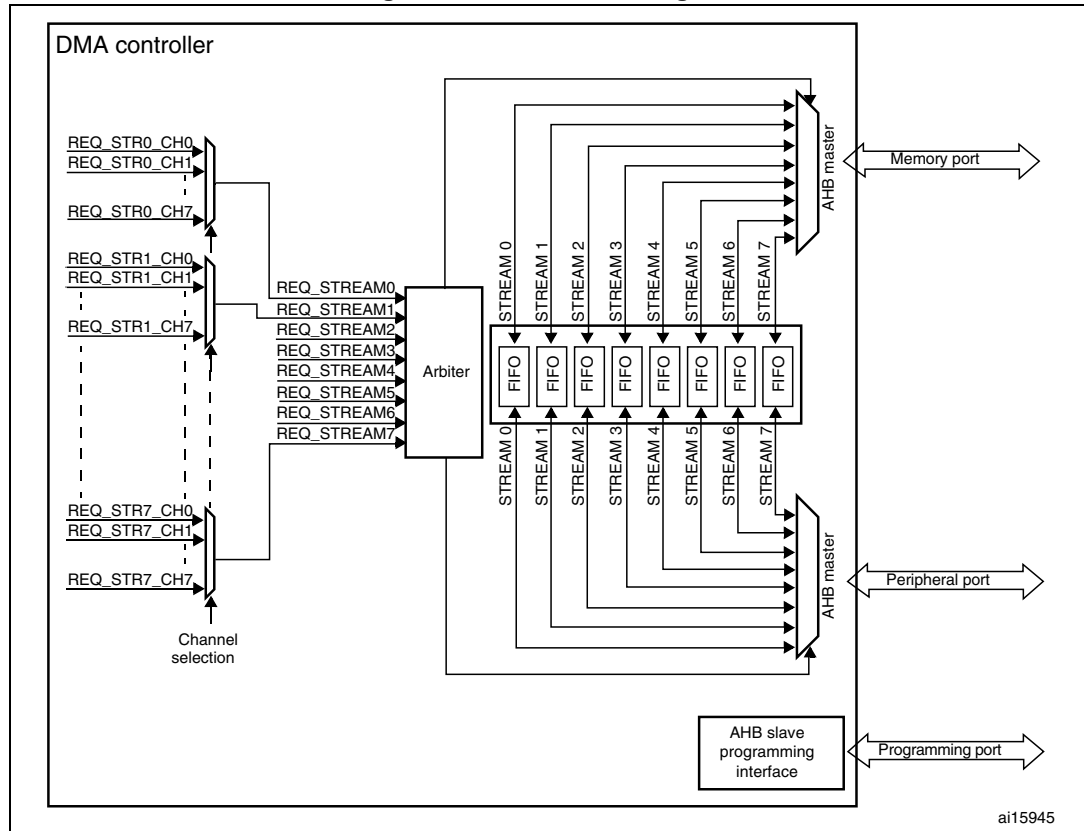 DMA controller
REQ_STR0_CH0
REQ_STR0_CH1
REQ_STR0_CH7
REQ_STR1_CH0
REQ_STR1_CH1
REQ_STR1_CH7
REQ_STR7_CH0
REQ_STR7_CH1
REQ_STR7_CH7
Channel
selection
REQ_STREAM0
REQ_STREAM1
REQ_STREAM2
REQ_STREAM3
REQ_STREAM4
REQ_STREAM5
REQ_STREAM6
REQ_STREAM7
Arbiter
STREAM 0
STREAM 1
STREAM 2
STREAM 3
STREAM 4
STREAM 5
STREAM 6
STREAM 7
FIFO
FIFO
FIFO
FIFO
FIFO
FIFO
FIFO
FIFO
STREAM 0
STREAM 1
STREAM 2
STREAM 3
STREAM 4
STREAM 5
STREAM 6
STREAM 7
AHB master
Memory port
AHB master
Peripheral port
AHB slave
programming
interface
Programming port
ai15945